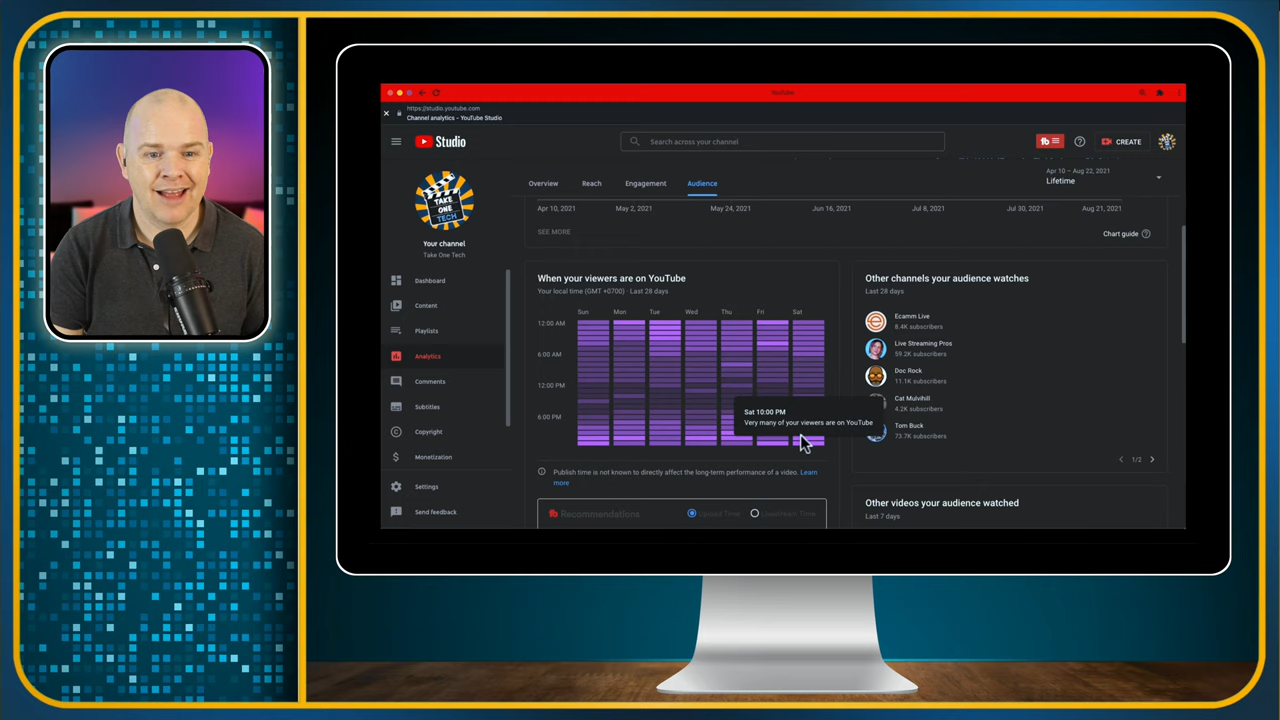 YouTube
https://studio.youtube.com
Channel analytics - YouTube Studio
Studio
Search across your channel
CREATE
TAKE ONE TECH
Your channel
Take One Tech
Dashboard
Content
Playlists
Analytics
Comments
Subtitles
Copyright
Monetization
Settings
Send feedback
Overview
Reach
Engagement
Audience
Apr 10 – Aug 22, 2021
Lifetime
Apr 10, 2021
May 2, 2021
May 24, 2021
Jun 16, 2021
Jul 8, 2021
Jul 30, 2021
Aug 21, 2021
SEE MORE
Chart guide
When your viewers are on YouTube
Your local time (GMT +0700) · Last 28 days
Sun
Mon
Tue
Wed
Thu
Fri
Sat
12:00 AM
6:00 AM
12:00 PM
6:00 PM
Sat 10:00 PM
Very many of your viewers are on YouTube
Publish time is not known to directly affect the long-term performance of a video. Learn
more
Recommendations
Upload Time
Livestream Time
Other channels your audience watches
Last 28 days
Ecamm Live
8.4K subscribers
Live Streaming Pros
59.2K subscribers
Doc Rock
11.1K subscribers
Cat Mulvihill
4.2K subscribers
Tom Buck
73.7K subscribers
1/2
Other videos your audience watched
Last 7 days